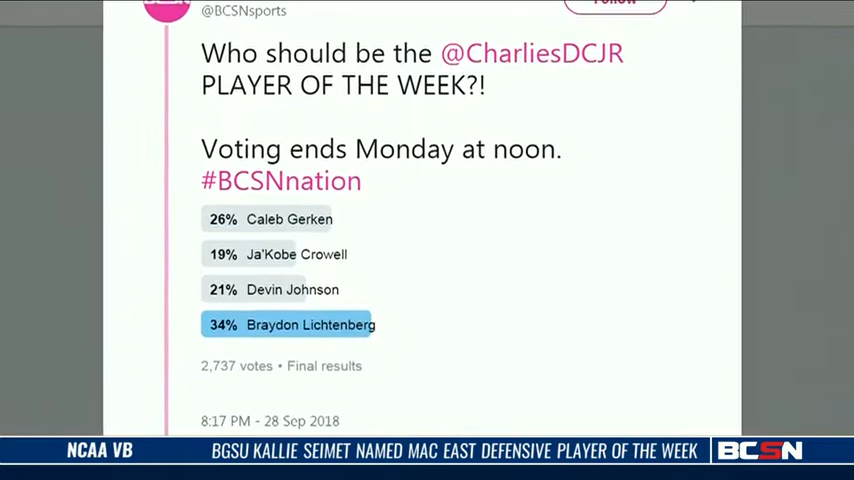 @BCSNsports
Follow
Who should be the @CharliesDCJR
PLAYER OF THE WEEK?!
Voting ends Monday at noon.
#BCSNnation
26% Caleb Gerken
19% Ja'Kobe Crowell
21% Devin Johnson
34% Braydon Lichtenberg
2,737 votes • Final results
8:17 PM - 28 Sep 2018
NCAA VB BGSU KALLIE SEIMET NAMED MAC EAST DEFENSIVE PLAYER OF THE WEEK BCSN